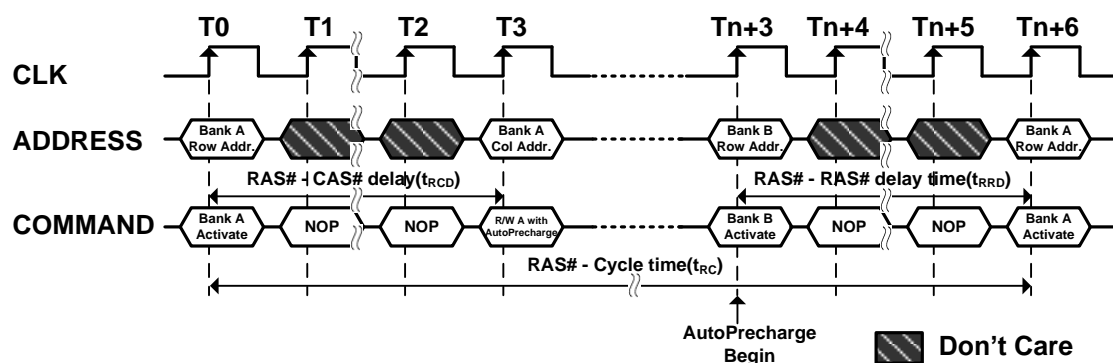 T0 T1 T2 T3 Tn+3 Tn+4 Tn+5 Tn+6
CLK
ADDRESS
Bank A
Row Addr.
Bank A
Col Addr.
Bank B
Row Addr.
Bank A
Row Addr.
RAS# - CAS# delay(tRCD)
RAS# - RAS# delay time(tRRD)
COMMAND
Bank A
Activate
NOP
NOP
R/W A with
AutoPrecharge
Bank B
Activate
NOP
NOP
Bank A
Activate
RAS# - Cycle time(tRC)
AutoPrecharge
Begin
Don't Care